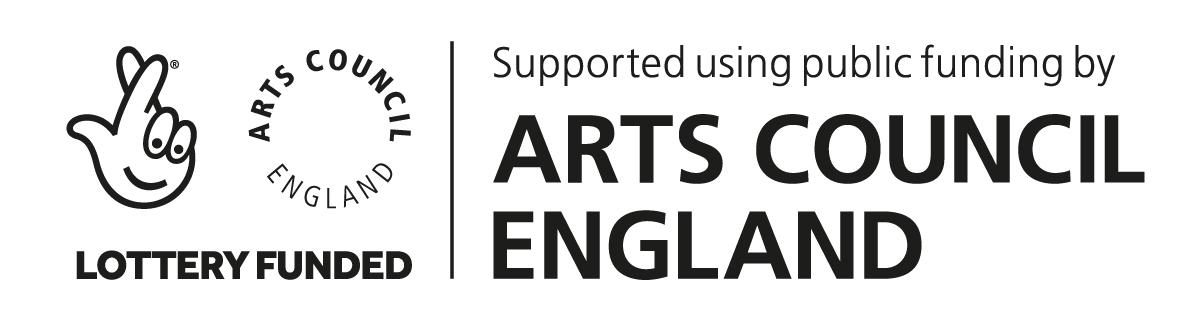 ®
ARTS COUNCIL
ENGLAND
LOTTERY FUNDED
Supported using public funding by
ARTS COUNCIL
ENGLAND